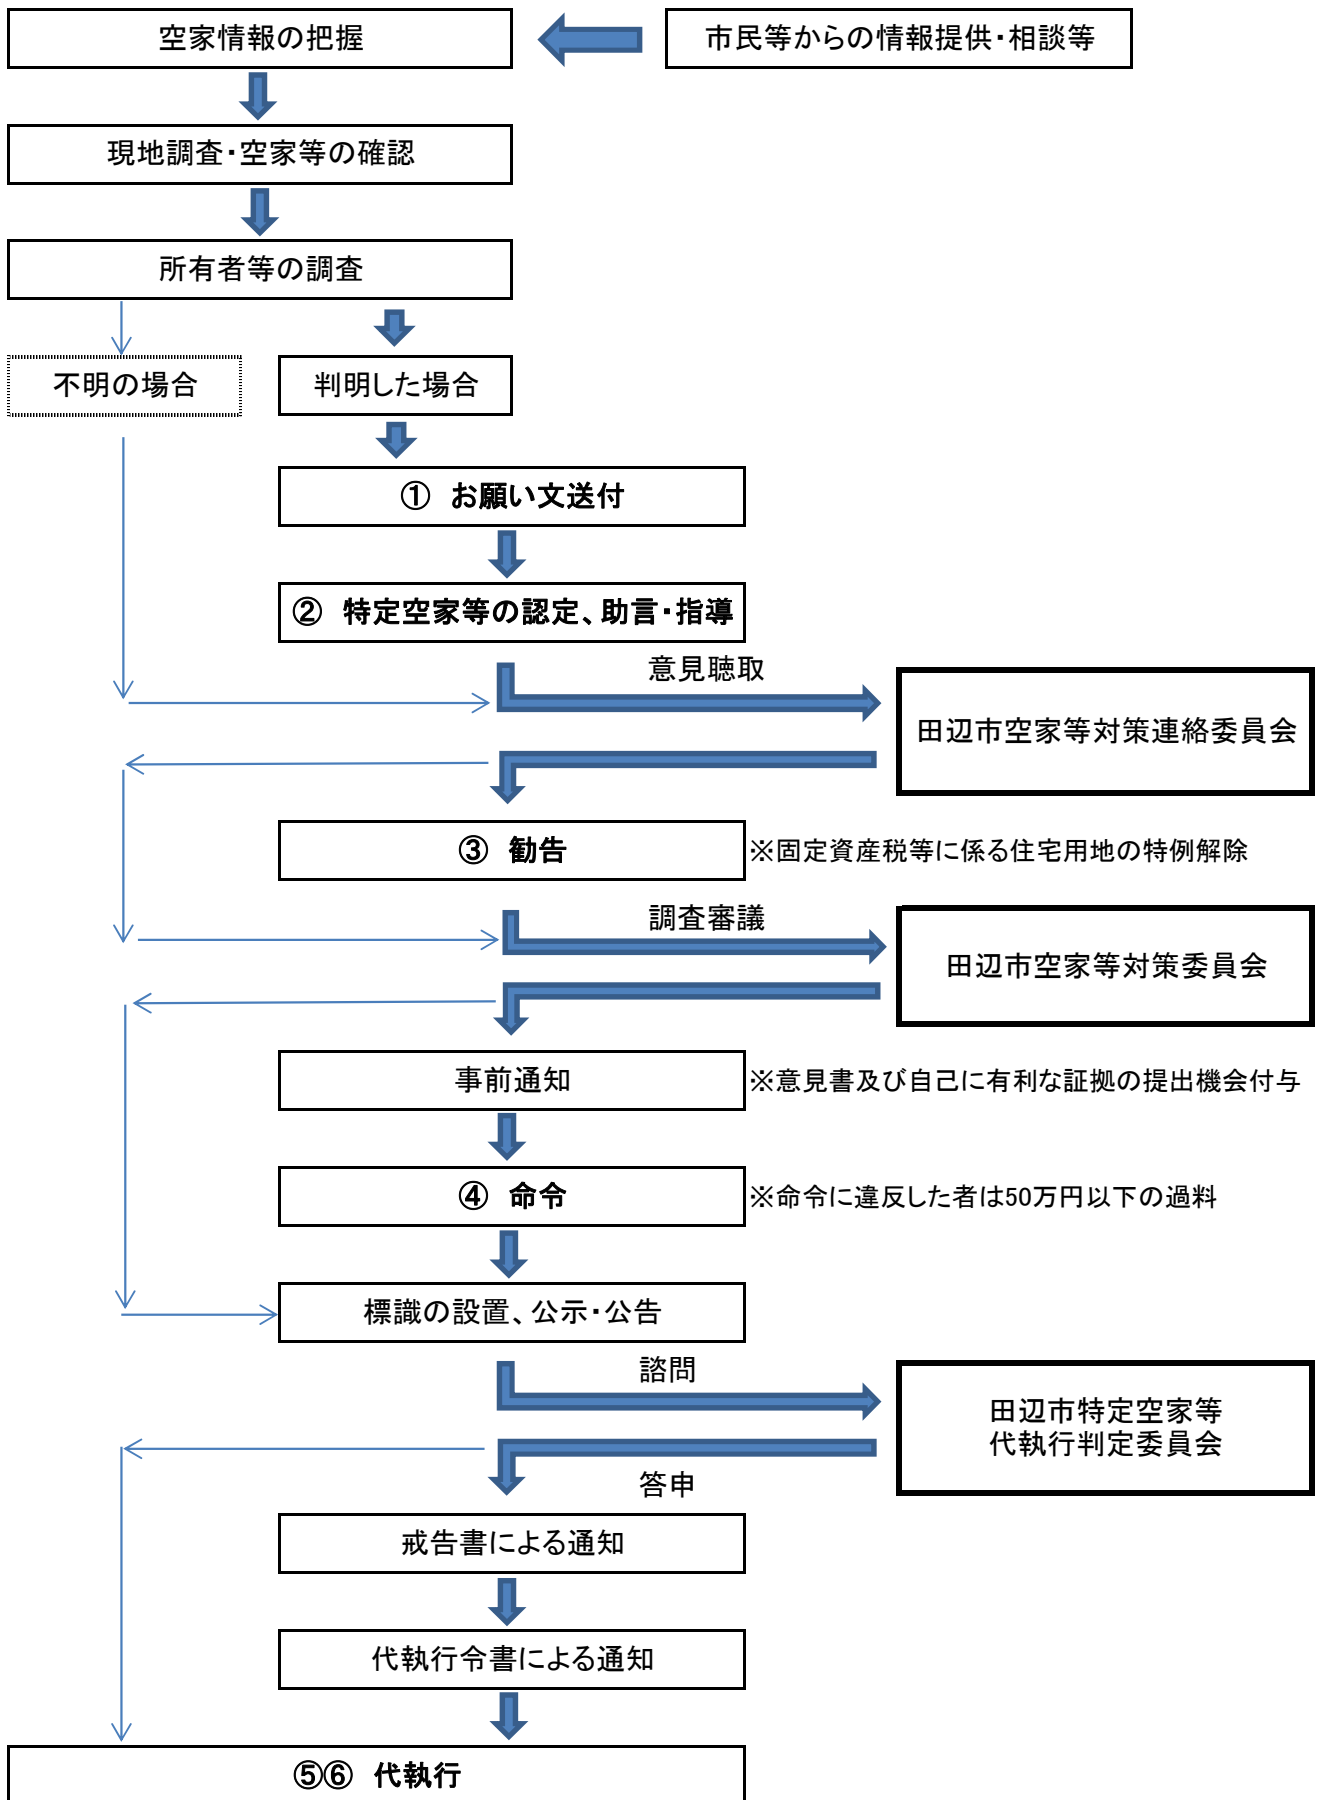 空家情報の把握
市民等からの情報提供・相談等
現地調査・空家等の確認
所有者等の調査
不明の場合
判明した場合
① お願い文送付
② 特定空家等の認定、助言・指導
意見聴取
田辺市空家等対策連絡委員会
③ 勧告
※固定資産税等に係る住宅用地の特例解除
調査審議
田辺市空家等対策委員会
事前通知
※意見書及び自己に有利な証拠の提出機会付与
④ 命令
※命令に違反した者は50万円以下の過料
標識の設置、公示・公告
諮問
田辺市特定空家等
代執行判定委員会
答申
戒告書による通知
代執行令書による通知
⑤⑥ 代執行